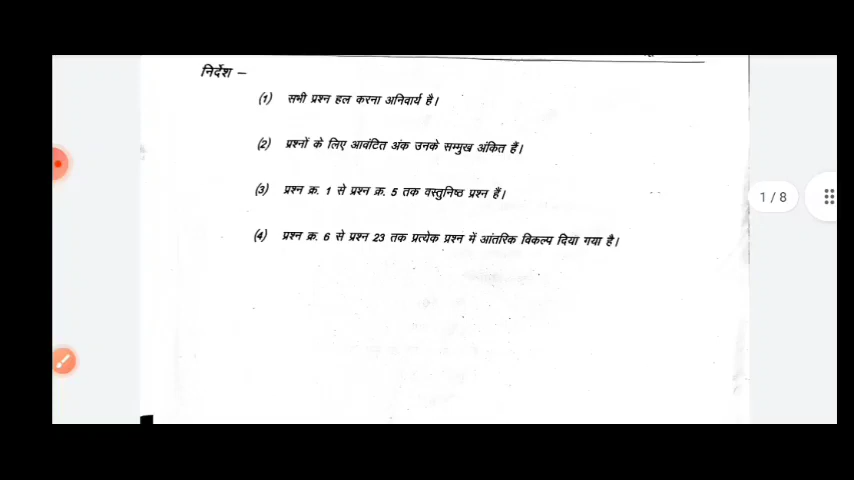 निर्देश –
(1) सभी प्रश्न हल करना अनिवार्य है।
(2) प्रश्नों के लिए आवंटित अंक उनके सम्मुख अंकित हैं।
(3) प्रश्न क्र. 1 से प्रश्न क्र. 5 तक वस्तुनिष्ठ प्रश्न हैं।
(4) प्रश्न क्र. 6 से प्रश्न 23 तक प्रत्येक प्रश्न में आंतरिक विकल्प दिया गया है।
1 / 8